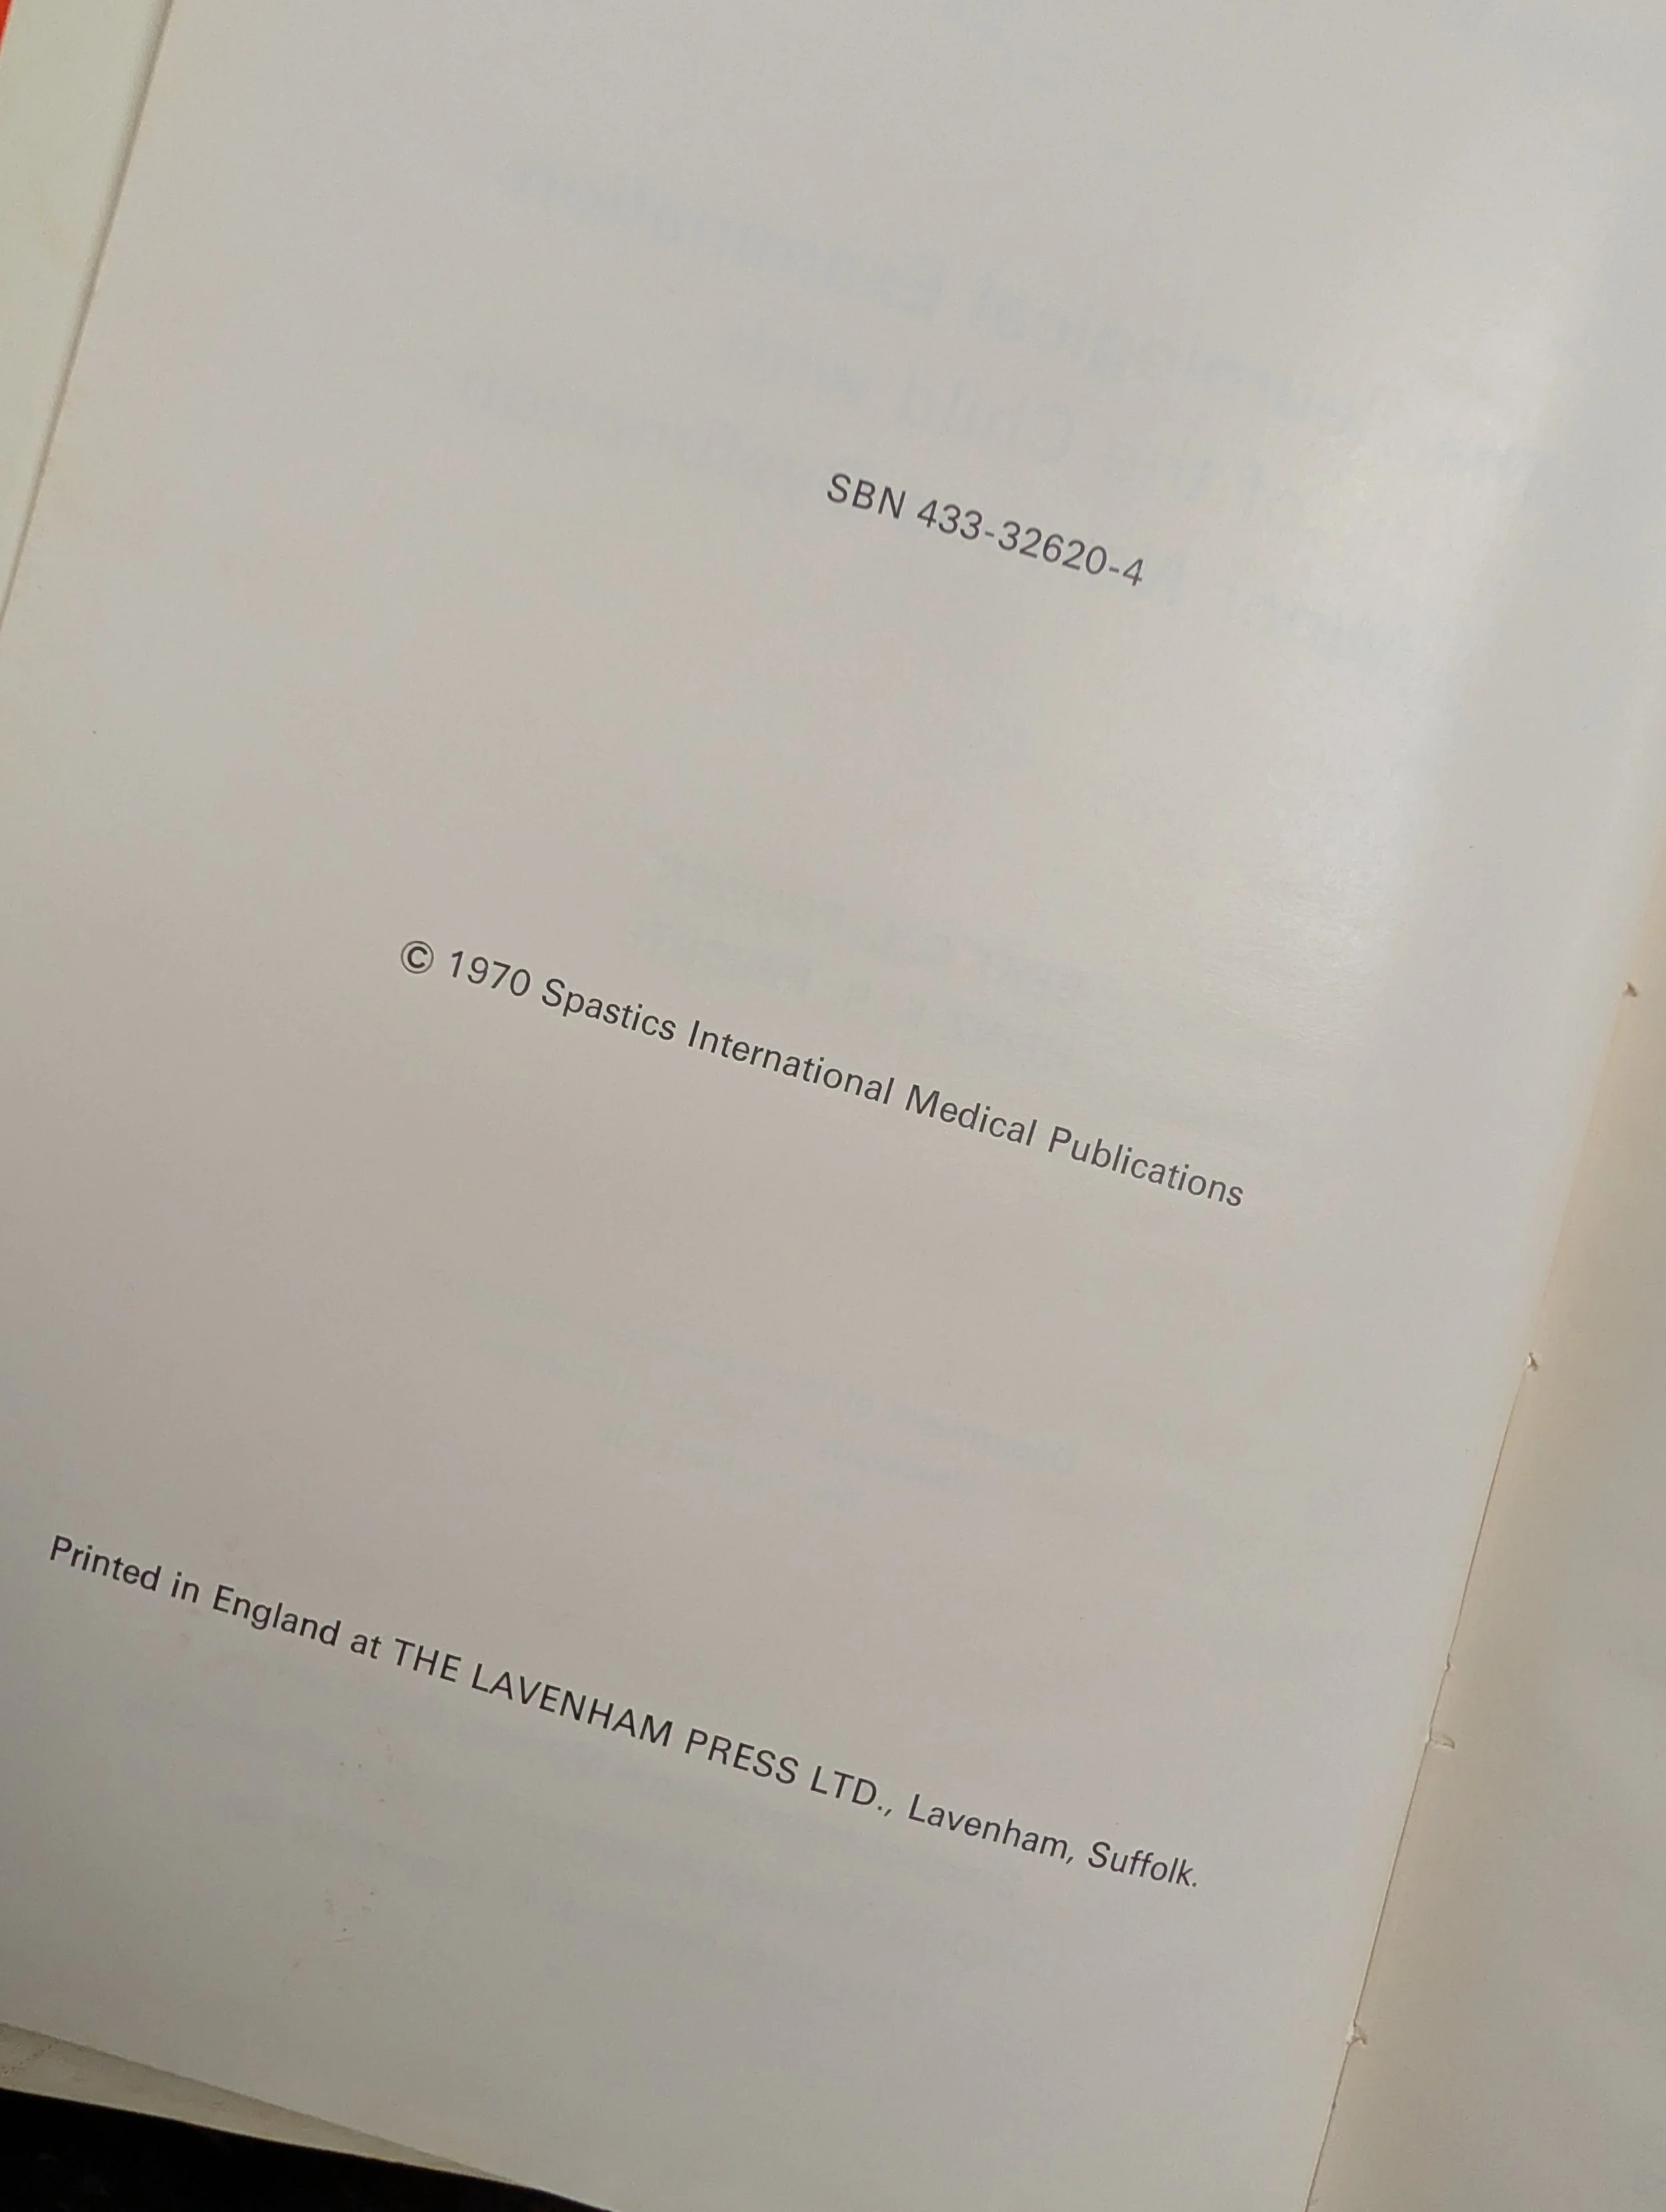 SBN 433-32620-4
© 1970 Spastics International Medical Publications
Printed in England at THE LAVENHAM PRESS LTD., Lavenham, Suffolk.